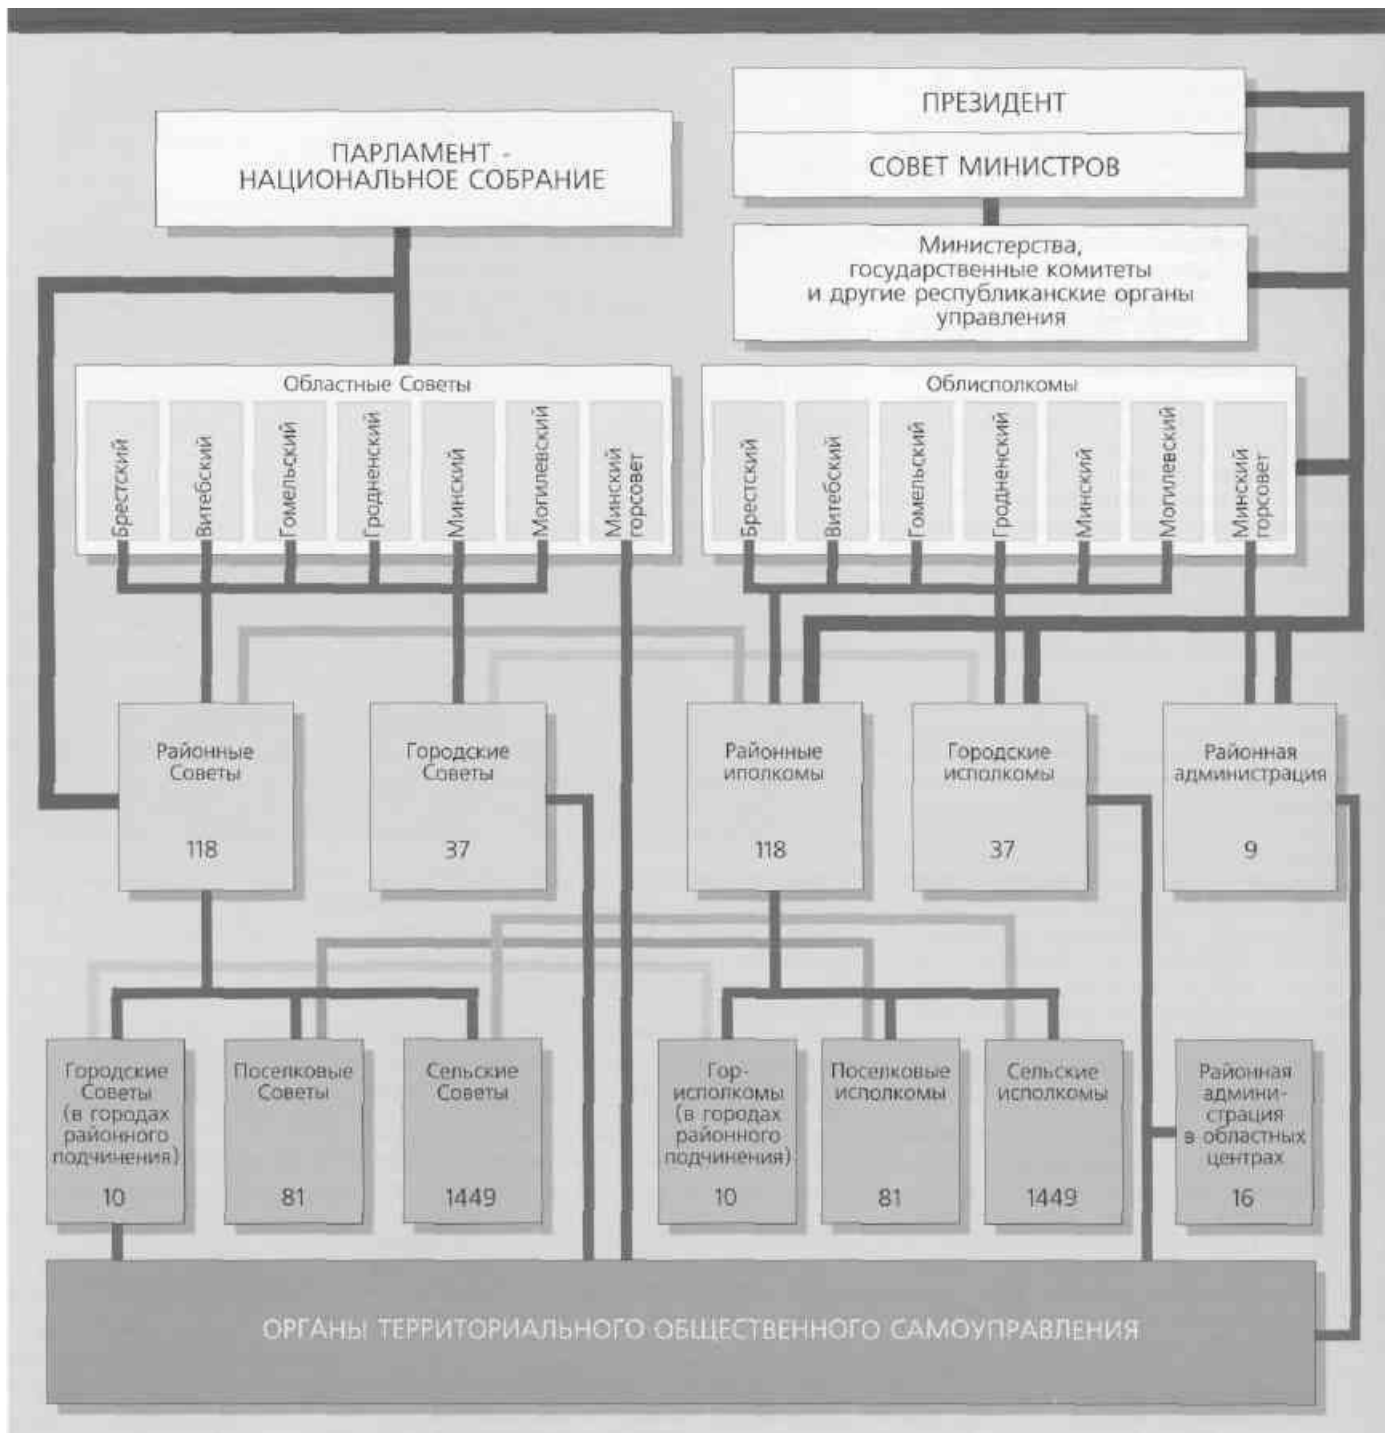 ПАРЛАМЕНТ -
НАЦИОНАЛЬНОЕ СОБРАНИЕ
ПРЕЗИДЕНТ
СОВЕТ МИНИСТРОВ
Министерства,
государственные комитеты
и другие республиканские органы
управления
Областные Советы
Брестский
Витебский
Гомельский
Гродненский
Минский
Могилевский
Минский
горсовет
Облисполкомы
Брестский
Витебский
Гомельский
Гродненский
Минский
Могилевский
Минский
горсовет
Районные
Советы
118
Городские
Советы
37
Районные
иполкомы
118
Городские
исполкомы
37
Районная
администрация
9
Городские
Советы
(в городах
районного
подчинения)
10
Поселковые
Советы
81
Сельские
Советы
1449
Гор-
исполкомы
(в городах
районного
подчинения)
10
Поселковые
исполкомы
81
Сельские
исполкомы
1449
Районная
админи-
страция
в областных
центрах
16
ОРГАНЫ ТЕРРИТОРИАЛЬНОГО ОБЩЕСТВЕННОГО САМОУПРАВЛЕНИЯ